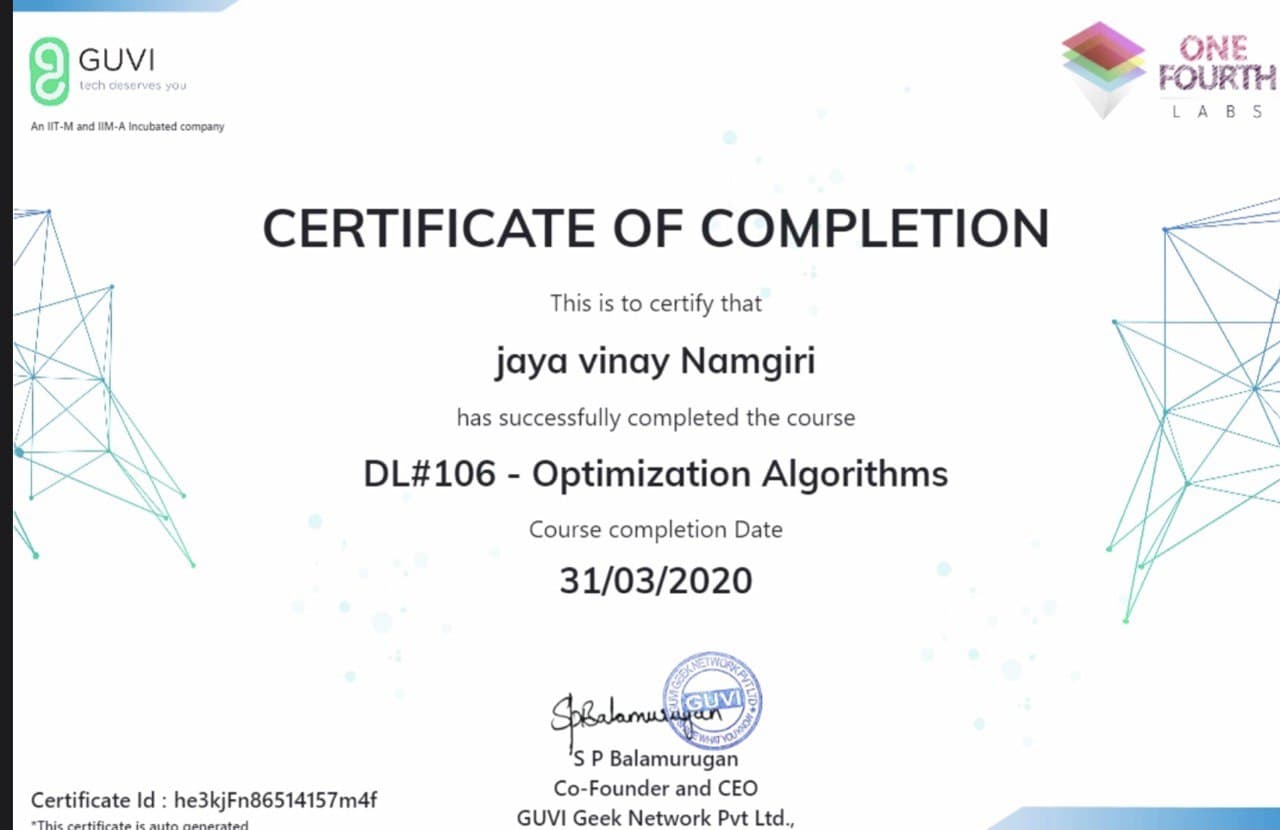 GUVI
tech deserves you
An IIT-M and IIM-A Incubated company
ONE
FOURTH
LABS
CERTIFICATE OF COMPLETION
This is to certify that
jaya vinay Namgiri
has successfully completed the course
DL#106 - Optimization Algorithms
Course completion Date
31/03/2020
SpBalamurugan
GUVI GEEK NETWORK PVT LTD
GUVI
WHAT YOU KNOW
S P Balamurugan
Co-Founder and CEO
GUVI Geek Network Pvt Ltd.,
Certificate Id : he3kjFn86514157m4f
*This certificate is auto generated